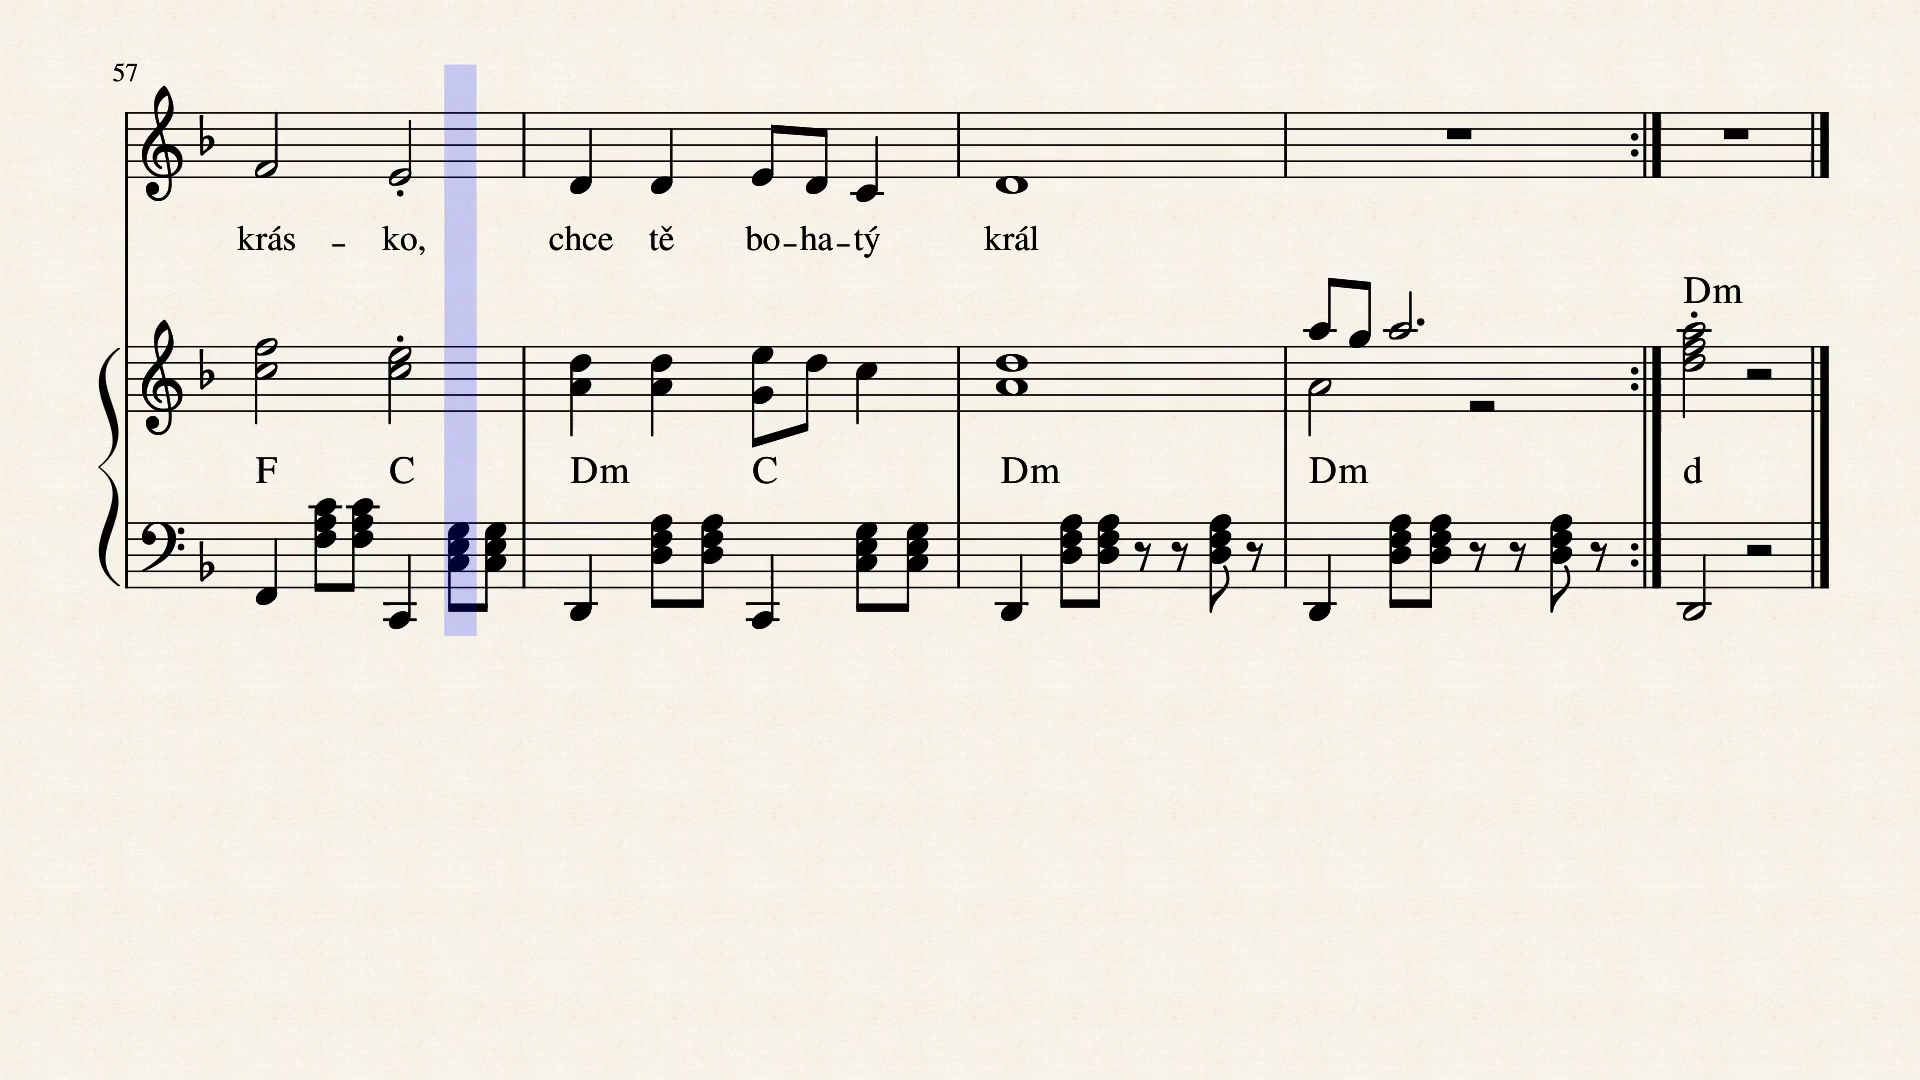 57
krás - ko, chce tě bo-ha-tý král
Dm
F C Dm C Dm Dm d